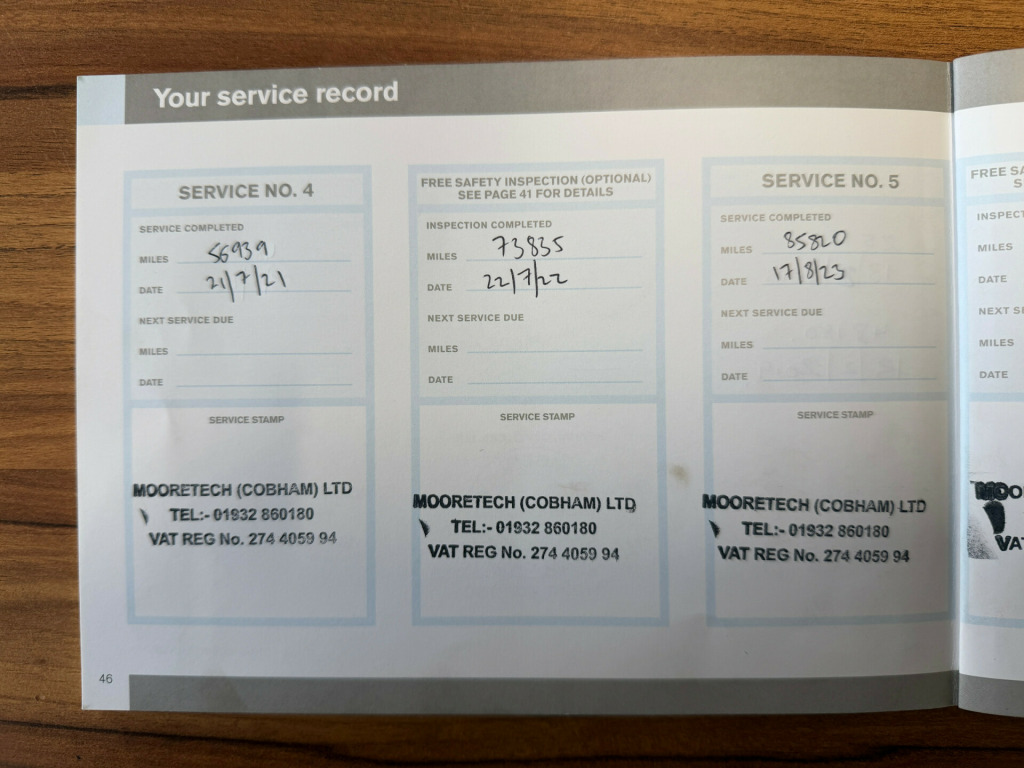 Your service record
SERVICE NO. 4
SERVICE COMPLETED
MILES 56939
DATE 21/7/21
NEXT SERVICE DUE
MILES
DATE
SERVICE STAMP
MOORETECH (COBHAM) LTD
TEL:- 01932 860180
VAT REG No. 274 4059 94
FREE SAFETY INSPECTION (OPTIONAL)
SEE PAGE 41 FOR DETAILS
INSPECTION COMPLETED
MILES 73835
DATE 22/7/22
NEXT SERVICE DUE
MILES
DATE
SERVICE STAMP
MOORETECH (COBHAM) LTD
TEL:- 01932 860180
VAT REG No. 274 4059 94
SERVICE NO. 5
SERVICE COMPLETED
MILES 85820
DATE 17/8/23
NEXT SERVICE DUE
MILES
DATE
SERVICE STAMP
MOORETECH (COBHAM) LTD
TEL:- 01932 860180
VAT REG No. 274 4059 94
FREE
MILES
DATE
MILES
DATE
46